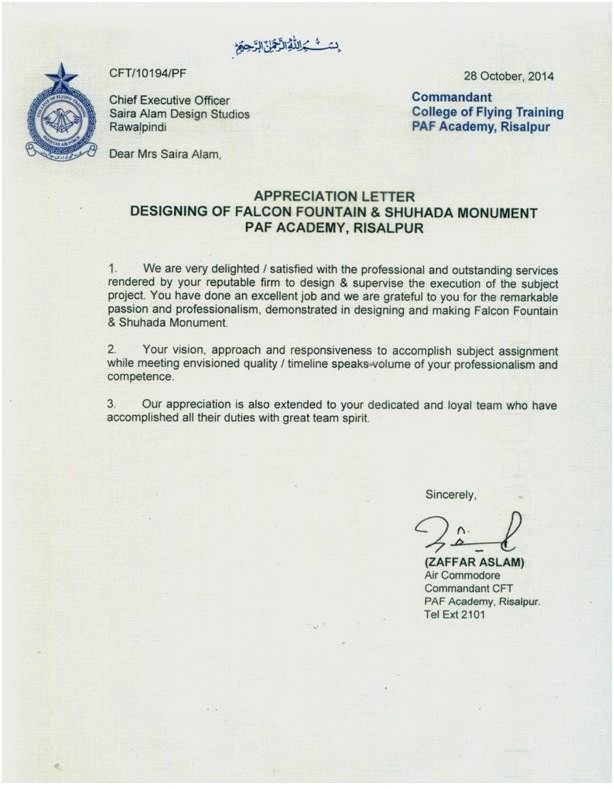 بسم اللہ الرحمن الرحیم
CFT/10194/PF
28 October, 2014
Chief Executive Officer
Saira Alam Design Studios
Rawalpindi
Commandant
College of Flying Training
PAF Academy, Risalpur
Dear Mrs Saira Alam,
APPRECIATION LETTER
DESIGNING OF FALCON FOUNTAIN & SHUHADA MONUMENT
PAF ACADEMY, RISALPUR
1. We are very delighted / satisfied with the professional and outstanding services
rendered by your reputable firm to design & supervise the execution of the subject
project. You have done an excellent job and we are grateful to you for the remarkable
passion and professionalism, demonstrated in designing and making Falcon Fountain
& Shuhada Monument.
2. Your vision, approach and responsiveness to accomplish subject assignment
while meeting envisioned quality / timeline speaks volume of your professionalism and
competence.
3. Our appreciation is also extended to your dedicated and loyal team who have
accomplished all their duties with great team spirit.
Sincerely,
(ZAFFAR ASLAM)
Air Commodore
Commandant CFT
PAF Academy, Risalpur.
Tel Ext 2101